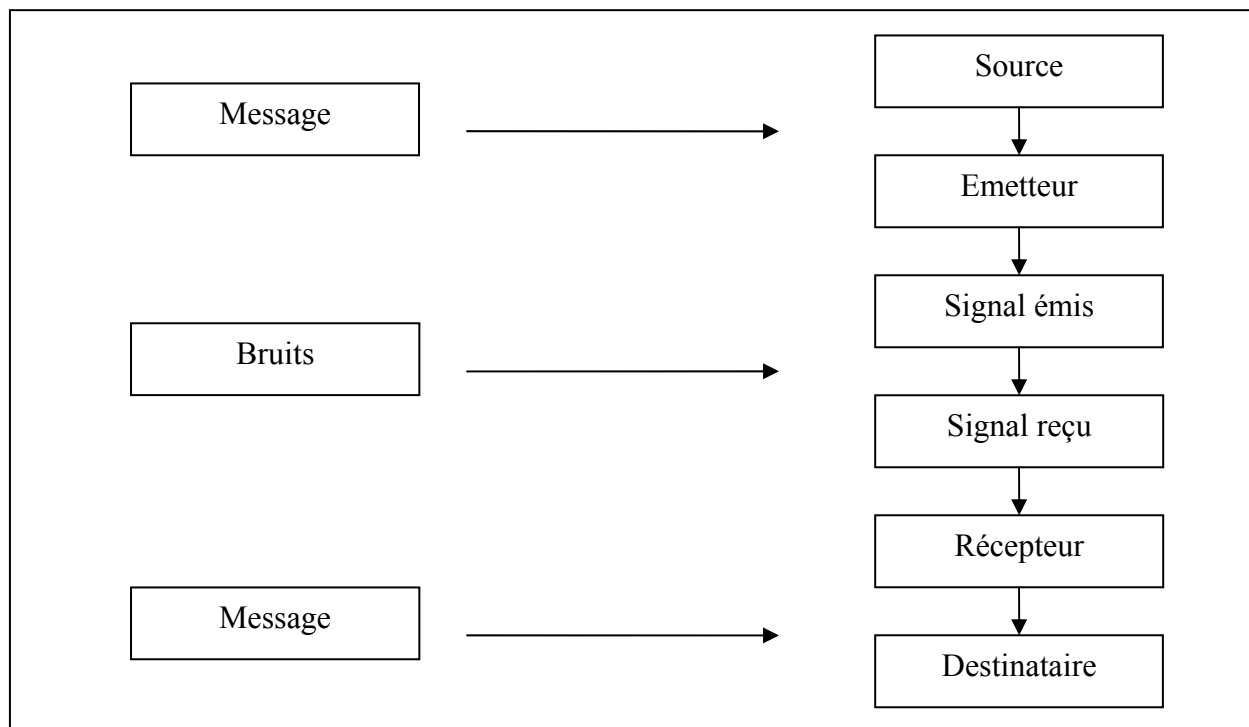 Source
Message
Emetteur
Signal émis
Bruits
Signal reçu
Récepteur
Message
Destinataire